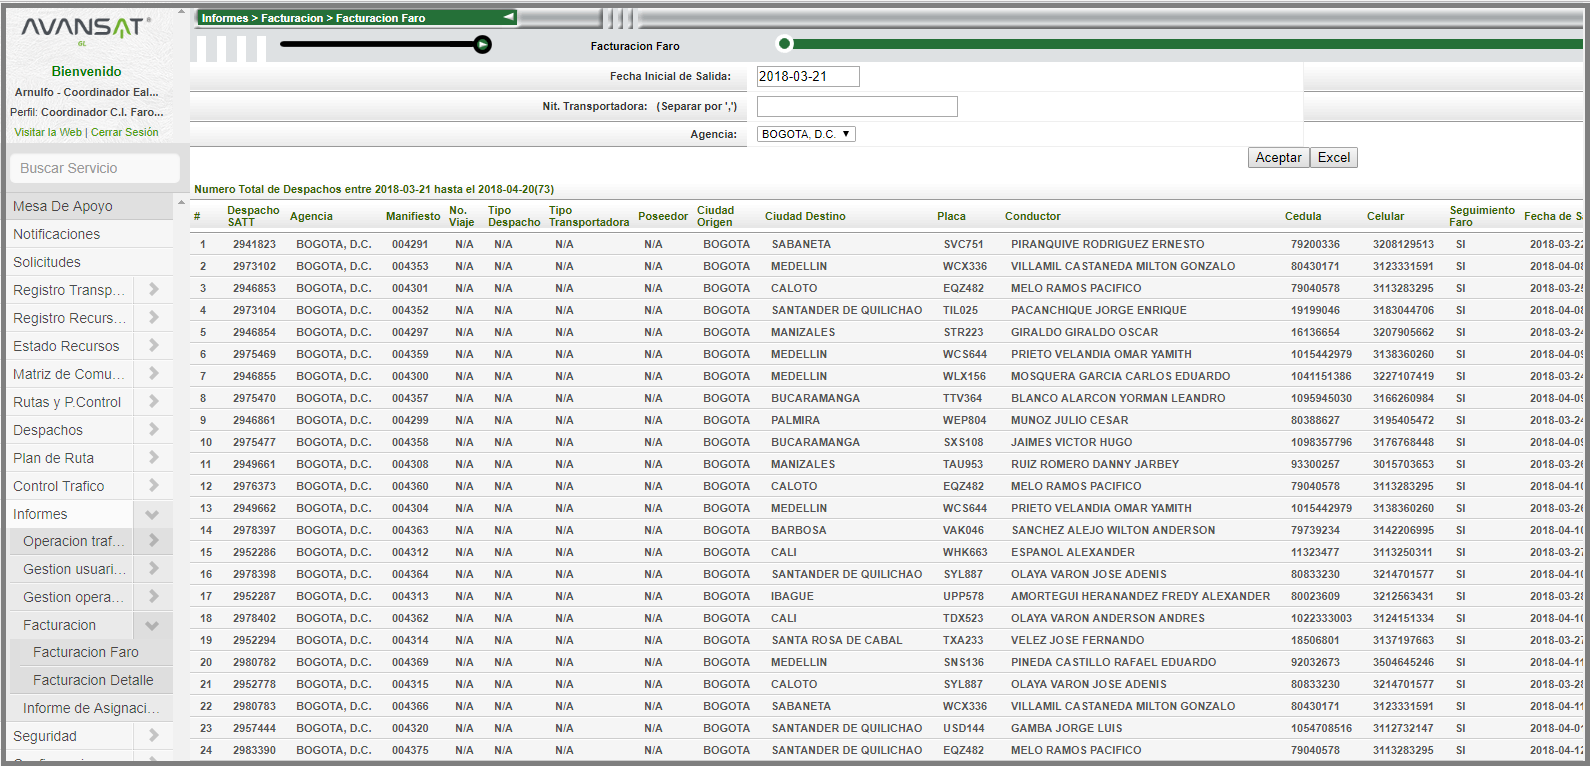 AVANSAT
GL
Bienvenido
Arnulfo - Coordinador Eal...
Perfil: Coordinador C.I. Faro...
Visitar la Web | Cerrar Sesión
Buscar Servicio
Mesa De Apoyo
Notificaciones
Solicitudes
Registro Transp...
Registro Recurs...
Estado Recursos
Matriz de Comu...
Rutas y P.Control
Despachos
Plan de Ruta
Control Trafico
Informes
Operacion traf...
Gestion usuari...
Gestion opera...
Facturacion
Facturacion Faro
Facturacion Detalle
Informe de Asignaci...
Seguridad
Informes > Facturacion > Facturacion Faro
Facturacion Faro
Fecha Inicial de Salida: 2018-03-21
Nit. Transportadora: (Separar por ',')
Agencia: BOGOTA, D.C.
Aceptar Excel
Numero Total de Despachos entre 2018-03-21 hasta el 2018-04-20(73)
# Despacho SATT Agencia Manifiesto No. Viaje Tipo Despacho Tipo Transportadora Poseedor Ciudad Origen Ciudad Destino Placa Conductor Cedula Celular Seguimiento Faro Fecha de S
1 2941823 BOGOTA, D.C. 004291 N/A N/A N/A N/A BOGOTA SABANETA SVC751 PIRANQUIVE RODRIGUEZ ERNESTO 79200336 3208129513 SI 2018-03-22
2 2973102 BOGOTA, D.C. 004353 N/A N/A N/A N/A BOGOTA MEDELLIN WCX336 VILLAMIL CASTANEDA MILTON GONZALO 80430171 3123331591 SI 2018-04-08
3 2946853 BOGOTA, D.C. 004301 N/A N/A N/A N/A BOGOTA CALOTO EQZ482 MELO RAMOS PACIFICO 79040578 3113283295 SI 2018-03-25
4 2973104 BOGOTA, D.C. 004352 N/A N/A N/A N/A BOGOTA SANTANDER DE QUILICHAO TIL025 PACANCHIQUE JORGE ENRIQUE 19199046 3183044706 SI 2018-04-08
5 2946854 BOGOTA, D.C. 004297 N/A N/A N/A N/A BOGOTA MANIZALES STR223 GIRALDO GIRALDO OSCAR 16136654 3207905662 SI 2018-03-24
6 2975469 BOGOTA, D.C. 004359 N/A N/A N/A N/A BOGOTA MEDELLIN WCS644 PRIETO VELANDIA OMAR YAMITH 1015442979 3138360260 SI 2018-04-09
7 2946855 BOGOTA, D.C. 004300 N/A N/A N/A N/A BOGOTA MEDELLIN WLX156 MOSQUERA GARCIA CARLOS EDUARDO 1041151386 3227107419 SI 2018-03-24
8 2975470 BOGOTA, D.C. 004357 N/A N/A N/A N/A BOGOTA BUCARAMANGA TTV364 BLANCO ALARCON YORMAN LEANDRO 1095945030 3166260984 SI 2018-04-09
9 2946861 BOGOTA, D.C. 004299 N/A N/A N/A N/A BOGOTA PALMIRA WEP804 MUNOZ JULIO CESAR 80388627 3195405472 SI 2018-03-24
10 2975477 BOGOTA, D.C. 004358 N/A N/A N/A N/A BOGOTA BUCARAMANGA SXS108 JAIMES VICTOR HUGO 1098357796 3176768448 SI 2018-04-09
11 2949661 BOGOTA, D.C. 004308 N/A N/A N/A N/A BOGOTA MANIZALES TAU953 RUIZ ROMERO DANNY JARBEY 93300257 3015703653 SI 2018-03-26
12 2976373 BOGOTA, D.C. 004360 N/A N/A N/A N/A BOGOTA CALOTO EQZ482 MELO RAMOS PACIFICO 79040578 3113283295 SI 2018-04-10
13 2949662 BOGOTA, D.C. 004304 N/A N/A N/A N/A BOGOTA MEDELLIN WCS644 PRIETO VELANDIA OMAR YAMITH 1015442979 3138360260 SI 2018-03-26
14 2978397 BOGOTA, D.C. 004363 N/A N/A N/A N/A BOGOTA BARBOSA VAK046 SANCHEZ ALEJO WILTON ANDERSON 79739234 3142206995 SI 2018-04-10
15 2952286 BOGOTA, D.C. 004312 N/A N/A N/A N/A BOGOTA CALI WHK663 ESPANOL ALEXANDER 11323477 3113250311 SI 2018-03-27
16 2978398 BOGOTA, D.C. 004364 N/A N/A N/A N/A BOGOTA SANTANDER DE QUILICHAO SYL887 OLAYA VARON JOSE ADENIS 80833230 3214701577 SI 2018-04-10
17 2952287 BOGOTA, D.C. 004313 N/A N/A N/A N/A BOGOTA IBAGUE UPP578 AMORTEGUI HERANANDEZ FREDY ALEXANDER 80023609 3212563431 SI 2018-03-28
18 2978402 BOGOTA, D.C. 004362 N/A N/A N/A N/A BOGOTA CALI TDX523 OLAYA VARON ANDERSON ANDRES 1022333003 3124151334 SI 2018-04-10
19 2952294 BOGOTA, D.C. 004314 N/A N/A N/A N/A BOGOTA SANTA ROSA DE CABAL TXA233 VELEZ JOSE FERNANDO 18506801 3137197663 SI 2018-03-27
20 2980782 BOGOTA, D.C. 004369 N/A N/A N/A N/A BOGOTA MEDELLIN SNS136 PINEDA CASTILLO RAFAEL EDUARDO 92032673 3504645246 SI 2018-04-11
21 2952778 BOGOTA, D.C. 004315 N/A N/A N/A N/A BOGOTA CALOTO SYL887 OLAYA VARON JOSE ADENIS 80833230 3214701577 SI 2018-03-28
22 2980783 BOGOTA, D.C. 004366 N/A N/A N/A N/A BOGOTA SABANETA WCX336 VILLAMIL CASTANEDA MILTON GONZALO 80430171 3123331591 SI 2018-04-11
23 2957444 BOGOTA, D.C. 004320 N/A N/A N/A N/A BOGOTA SANTANDER DE QUILICHAO USD144 GAMBA JORGE LUIS 1054708516 3112732147 SI 2018-04-01
24 2983390 BOGOTA, D.C. 004375 N/A N/A N/A N/A BOGOTA SANTANDER DE QUILICHAO EQZ482 MELO RAMOS PACIFICO 79040578 3113283295 SI 2018-04-12